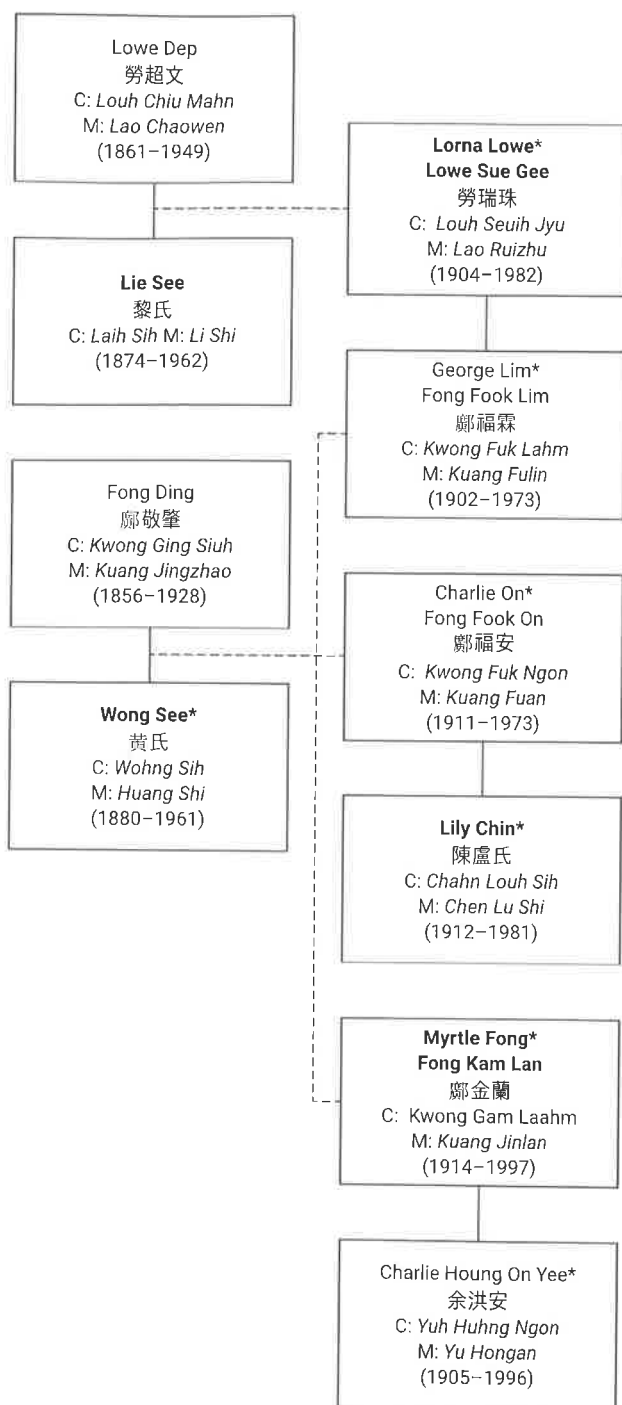 Lowe Dep
勞超文
C: Louh Chiu Mahn
M: Lao Chaowen
(1861–1949)
Lorna Lowe*
Lowe Sue Gee
勞瑞珠
C: Louh Seuih Jyu
M: Lao Ruizhu
(1904–1982)
Lie See
黎氏
C: Laih Sih M: Li Shi
(1874–1962)
George Lim*
Fong Fook Lim
鄺福霖
C: Kwong Fuk Lahm
M: Kuang Fulin
(1902–1973)
Fong Ding
鄺敬肇
C: Kwong Ging Siuh
M: Kuang Jingzhao
(1856–1928)
Charlie On*
Fong Fook On
鄺福安
C: Kwong Fuk Ngon
M: Kuang Fuan
(1911–1973)
Wong See*
黄氏
C: Wohng Sih
M: Huang Shi
(1880–1961)
Lily Chin*
陳盧氏
C: Chahn Louh Sih
M: Chen Lu Shi
(1912–1981)
Myrtle Fong*
Fong Kam Lan
鄺金蘭
C: Kwong Gam Laahm
M: Kuang Jinlan
(1914–1997)
Charlie Houng On Yee*
余洪安
C: Yuh Huhng Ngon
M: Yu Hongan
(1905–1996)